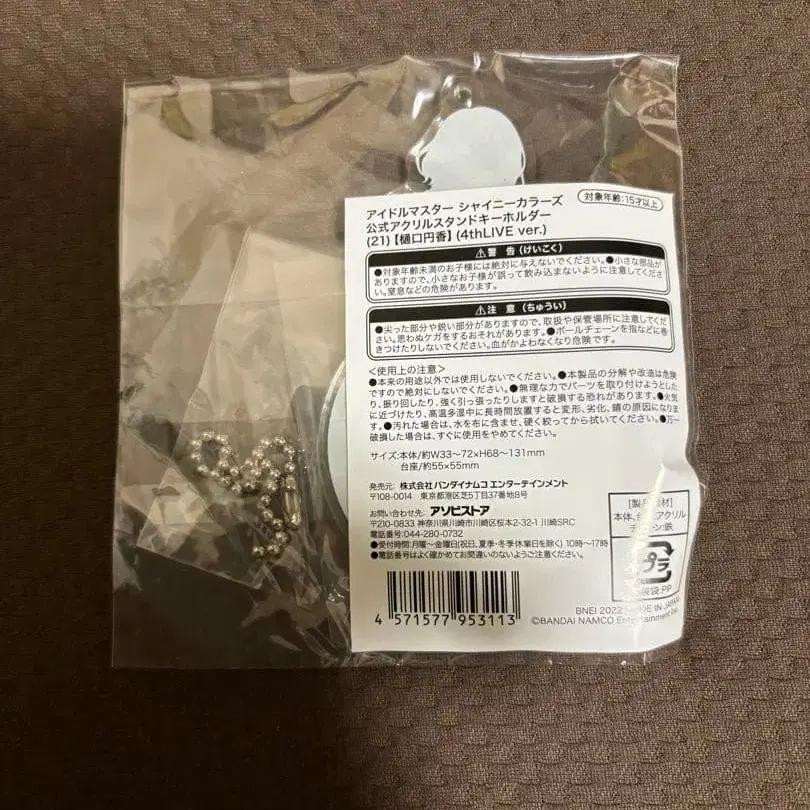 アイドルマスター シャイニーカラーズ
公式アクリルスタンドキーホルダー
(21)【樋口円香】(4thLIVE ver.)
対象年齢:15才以上
⚠警 告 (けいこく)
●対象年齢未満のお子様には絶対に与えないでください。●小さな部品が
ありますので、小さなお子様が誤って飲み込まないように注意してくださ
い。窒息などの危険があります。
⚠注 意 (ちゅうい)
●尖った部分や鋭い部分がありますので、取扱や保管場所に注意してくだ
さい。思わぬケガをするおそれがあります。●ボールチェーンを指などに巻
きつけたりしないでください。血がかよわなくなり危険です。
<使用上の注意>
●本来の用途以外では使用しないでください。●本製品の分解や改造は危険
ですので絶対にしないでください。●無理な力でパーツを取り付けようとした
り、振り回したり、強く引っ張ったりしますと破損する恐れがあります。●火気
に近づけたり、高温多湿中に長時間放置すると変形、劣化、錆の原因になりま
す。●汚れた場合は、水を布に含ませ、硬く絞ってから拭いてください。●万一
破損した場合は、すぐに使用をやめてください。
サイズ:本体/約W33～72×H68～131mm
台座/約55×55mm
発売元: 株式会社 バンダイナムコ エンターテインメント
〒108-0014 東京都港区芝5丁目37番地8号
お問い合わせ先: アソビストア
〒210-0833 神奈川県川崎市川崎区桜本2-32-1 川崎SRC
電話番号:044-280-0732
●受付時間:月曜～金曜日(祝日、夏季・冬季休業日を除く) 10時～17時
●電話番号はよく確かめてお間違いのないようご注意ください。
[製品素材]
本体、台座:アクリル
チェーン:鉄
プラ
袋:PP
4 571577 953113
BNEI 2022 MADE IN JAPAN
©BANDAI NAMCO Entertainment Inc.